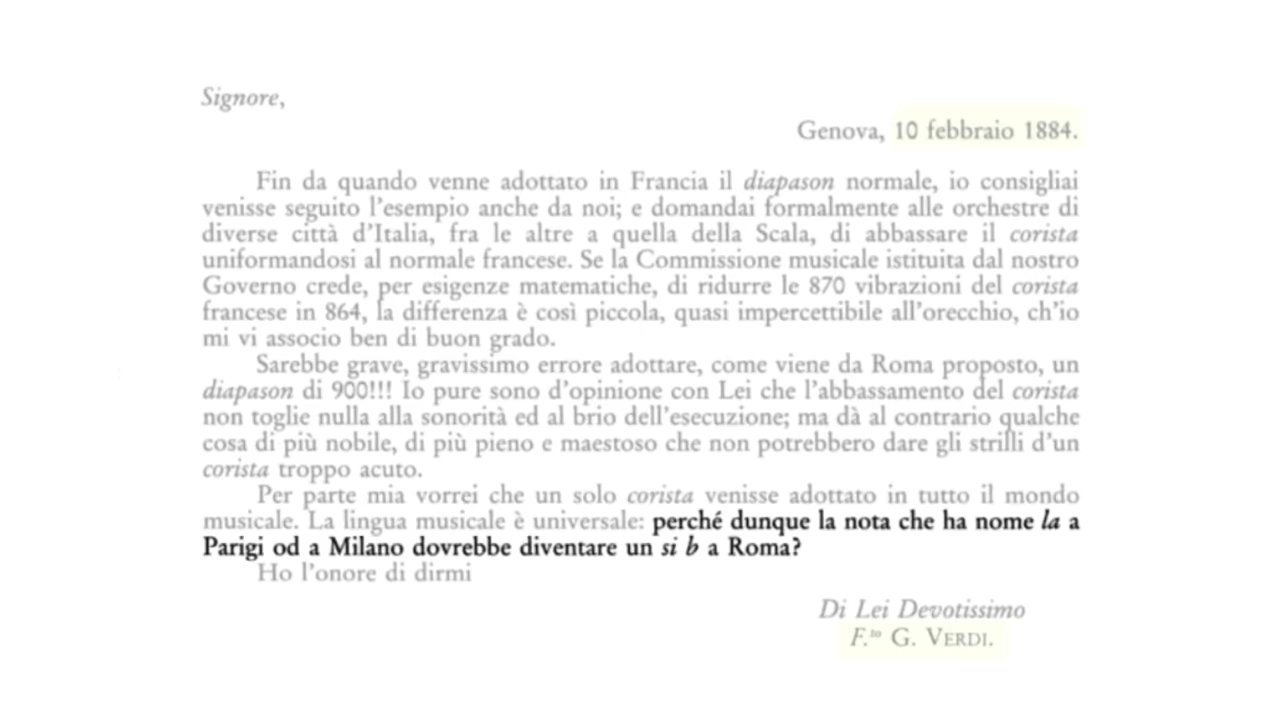 Signore,
Genova, 10 febbraio 1884.
Fin da quando venne adottato in Francia il diapason normale, io consigliai
venisse seguito l'esempio anche da noi; e domandai formalmente alle orchestre di
diverse città d'Italia, fra le altre a quella della Scala, di abbassare il corista
uniformandosi al normale francese. Se la Commissione musicale istituita dal nostro
Governo crede, per esigenze matematiche, di ridurre le 870 vibrazioni del corista
francese in 864, la differenza è così piccola, quasi impercettibile all'orecchio, ch'io
mi vi associo ben di buon grado.
Sarebbe grave, gravissimo errore adottare, come viene da Roma proposto, un
diapason di 900!!! Io pure sono d'opinione con Lei che l'abbassamento del corista
non toglie nulla alla sonorità ed al brio dell'esecuzione; ma dà al contrario qualche
cosa di più nobile, di più pieno e maestoso che non potrebbero dare gli strilli d'un
corista troppo acuto.
Per parte mia vorrei che un solo corista venisse adottato in tutto il mondo
musicale. La lingua musicale è universale: perché dunque la nota che ha nome la a
Parigi od a Milano dovrebbe diventare un si b a Roma?
Ho l'onore di dirmi
Di Lei Devotissimo
F.to G. VERDI.